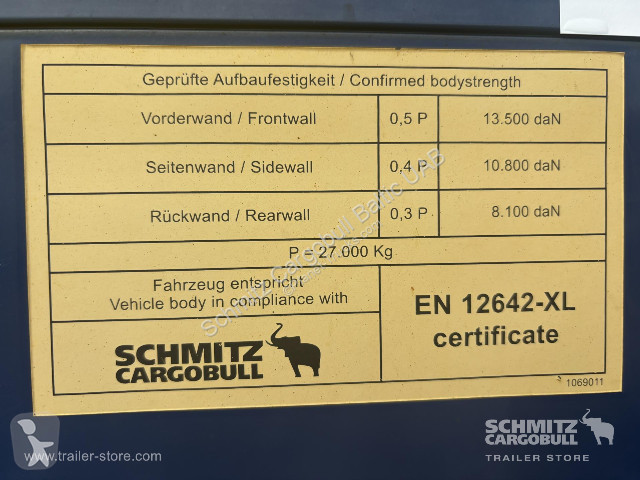 Geprüfte Aufbaufestigkeit / Confirmed bodystrength
Vorderwand / Frontwall 0,5 P 13.500 daN
Seitenwand / Sidewall 0,4 P 10.800 daN
Rückwand / Rearwall 0,3 P 8.100 daN
P = 27.000 Kg
Fahrzeug entspricht
Vehicle body in compliance with
EN 12642-XL
certificate
SCHMITZ
CARGOBULL
1069011
Schmitz Cargobull Baltic UAB
www.trailer-store.com
SCHMITZ
CARGOBULL
TRAILER STORE